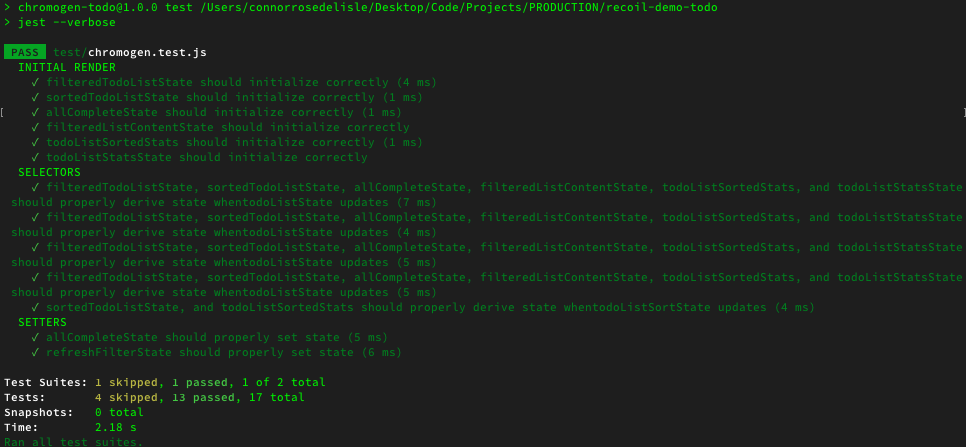 > chromogen-todo@1.0.0 test /Users/connorrosedelisle/Desktop/Code/Projects/PRODUCTION/recoil-demo-todo
> jest --verbose
PASS test/chromogen.test.js
INITIAL RENDER
✓ filteredTodoListState should initialize correctly (4 ms)
✓ sortedTodoListState should initialize correctly (1 ms)
[ ✓ allCompleteState should initialize correctly (1 ms) ]
✓ filteredListContentState should initialize correctly
✓ todoListSortedStats should initialize correctly (1 ms)
✓ todoListStatsState should initialize correctly
SELECTORS
✓ filteredTodoListState, sortedTodoListState, allCompleteState, filteredListContentState, todoListSortedStats, and todoListStatsState
should properly derive state whentodoListState updates (7 ms)
✓ filteredTodoListState, sortedTodoListState, allCompleteState, filteredListContentState, todoListSortedStats, and todoListStatsState
should properly derive state whentodoListState updates (4 ms)
✓ filteredTodoListState, sortedTodoListState, allCompleteState, filteredListContentState, todoListSortedStats, and todoListStatsState
should properly derive state whentodoListState updates (5 ms)
✓ filteredTodoListState, sortedTodoListState, allCompleteState, filteredListContentState, todoListSortedStats, and todoListStatsState
should properly derive state whentodoListState updates (5 ms)
✓ sortedTodoListState, and todoListSortedStats should properly derive state whentodoListSortState updates (4 ms)
SETTERS
✓ allCompleteState should properly set state (5 ms)
✓ refreshFilterState should properly set state (6 ms)
Test Suites: 1 skipped, 1 passed, 1 of 2 total
Tests: 4 skipped, 13 passed, 17 total
Snapshots: 0 total
Time: 2.18 s
Ran all test suites.